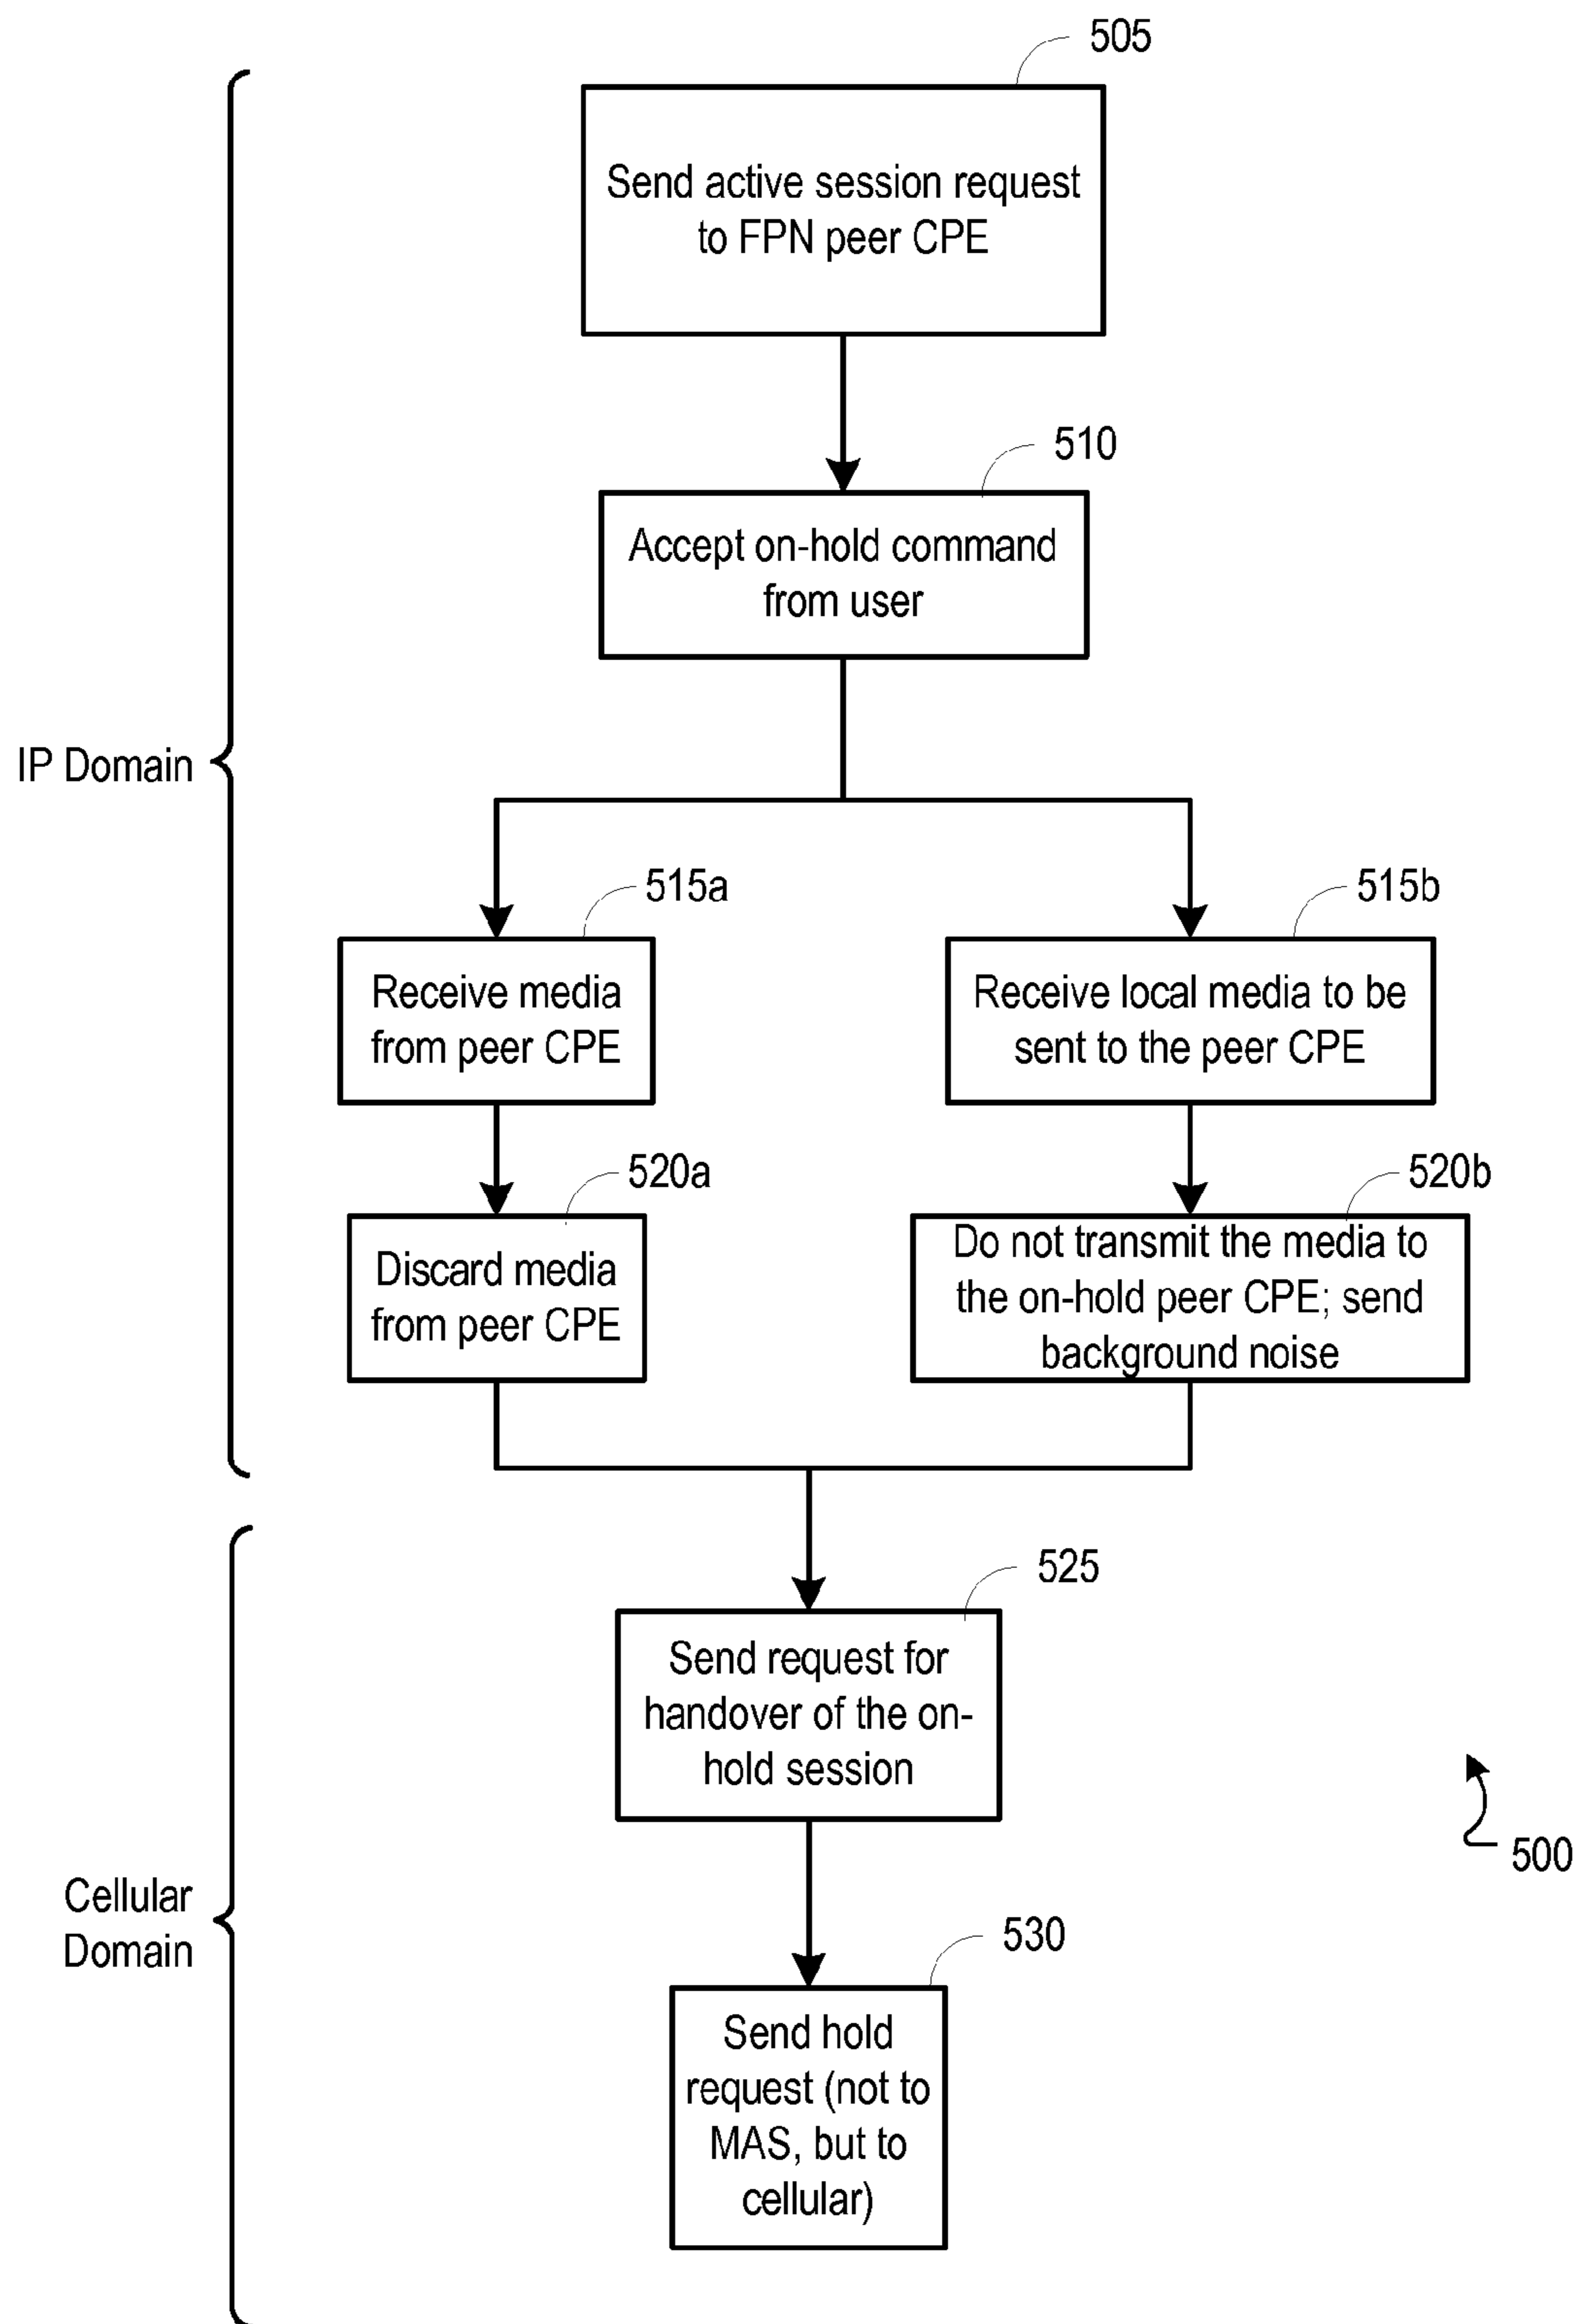 505
Send active session request
to FPN peer CPE
510
Accept on-hold command
from user
IP Domain
515a
515b
Receive media
from peer CPE
Receive local media to be
sent to the peer CPE
520a
520b
Discard media
from peer CPE
Do not transmit the media to
the on-hold peer CPE; send
background noise
525
Send request for
handover of the on-
hold session
500
Cellular
Domain
530
Send hold
request (not to
MAS, but to
cellular)